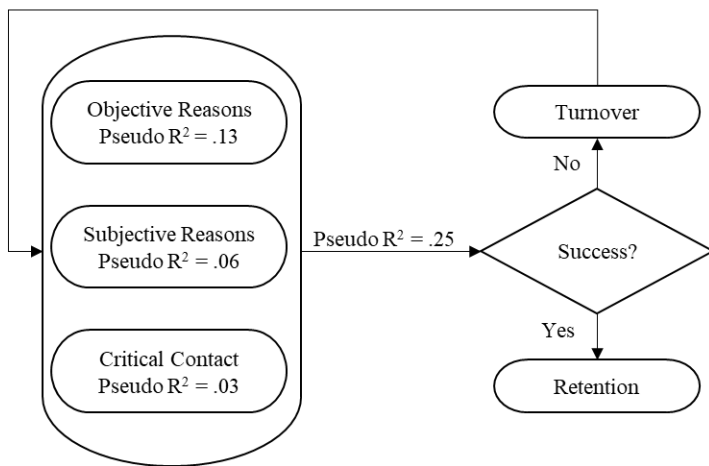 Objective Reasons
Pseudo R² = .13
Subjective Reasons
Pseudo R² = .06
Critical Contact
Pseudo R² = .03
Pseudo R² = .25
Turnover
No
Success?
Yes
Retention